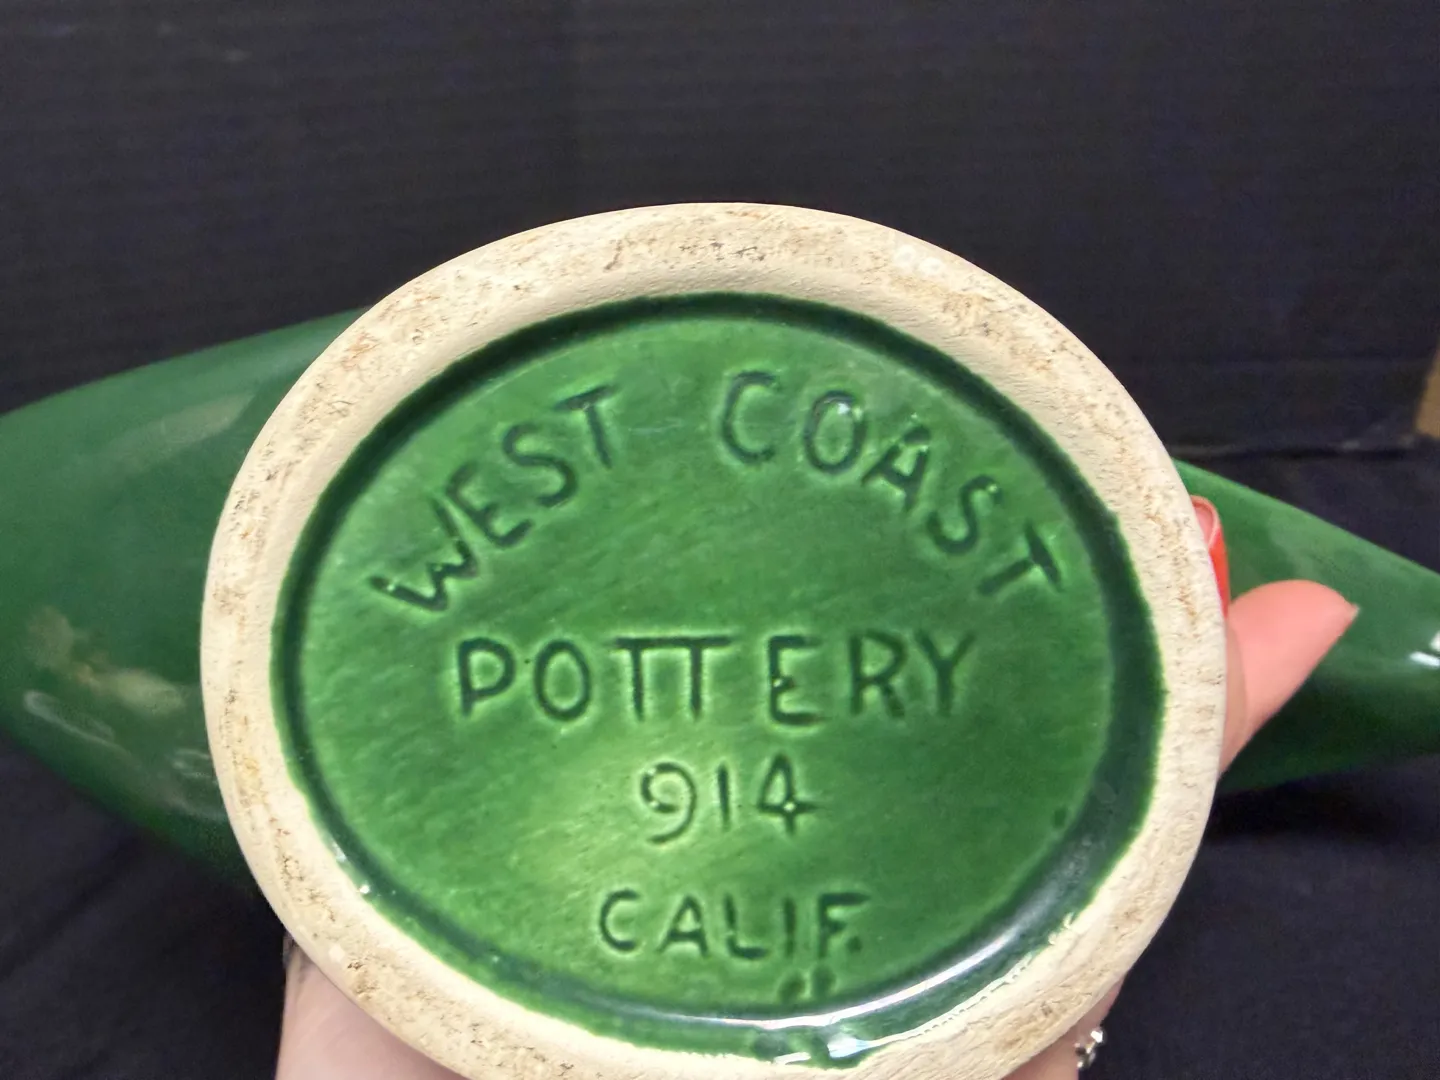 WEST COAST
POTTERY
914
CALIF.